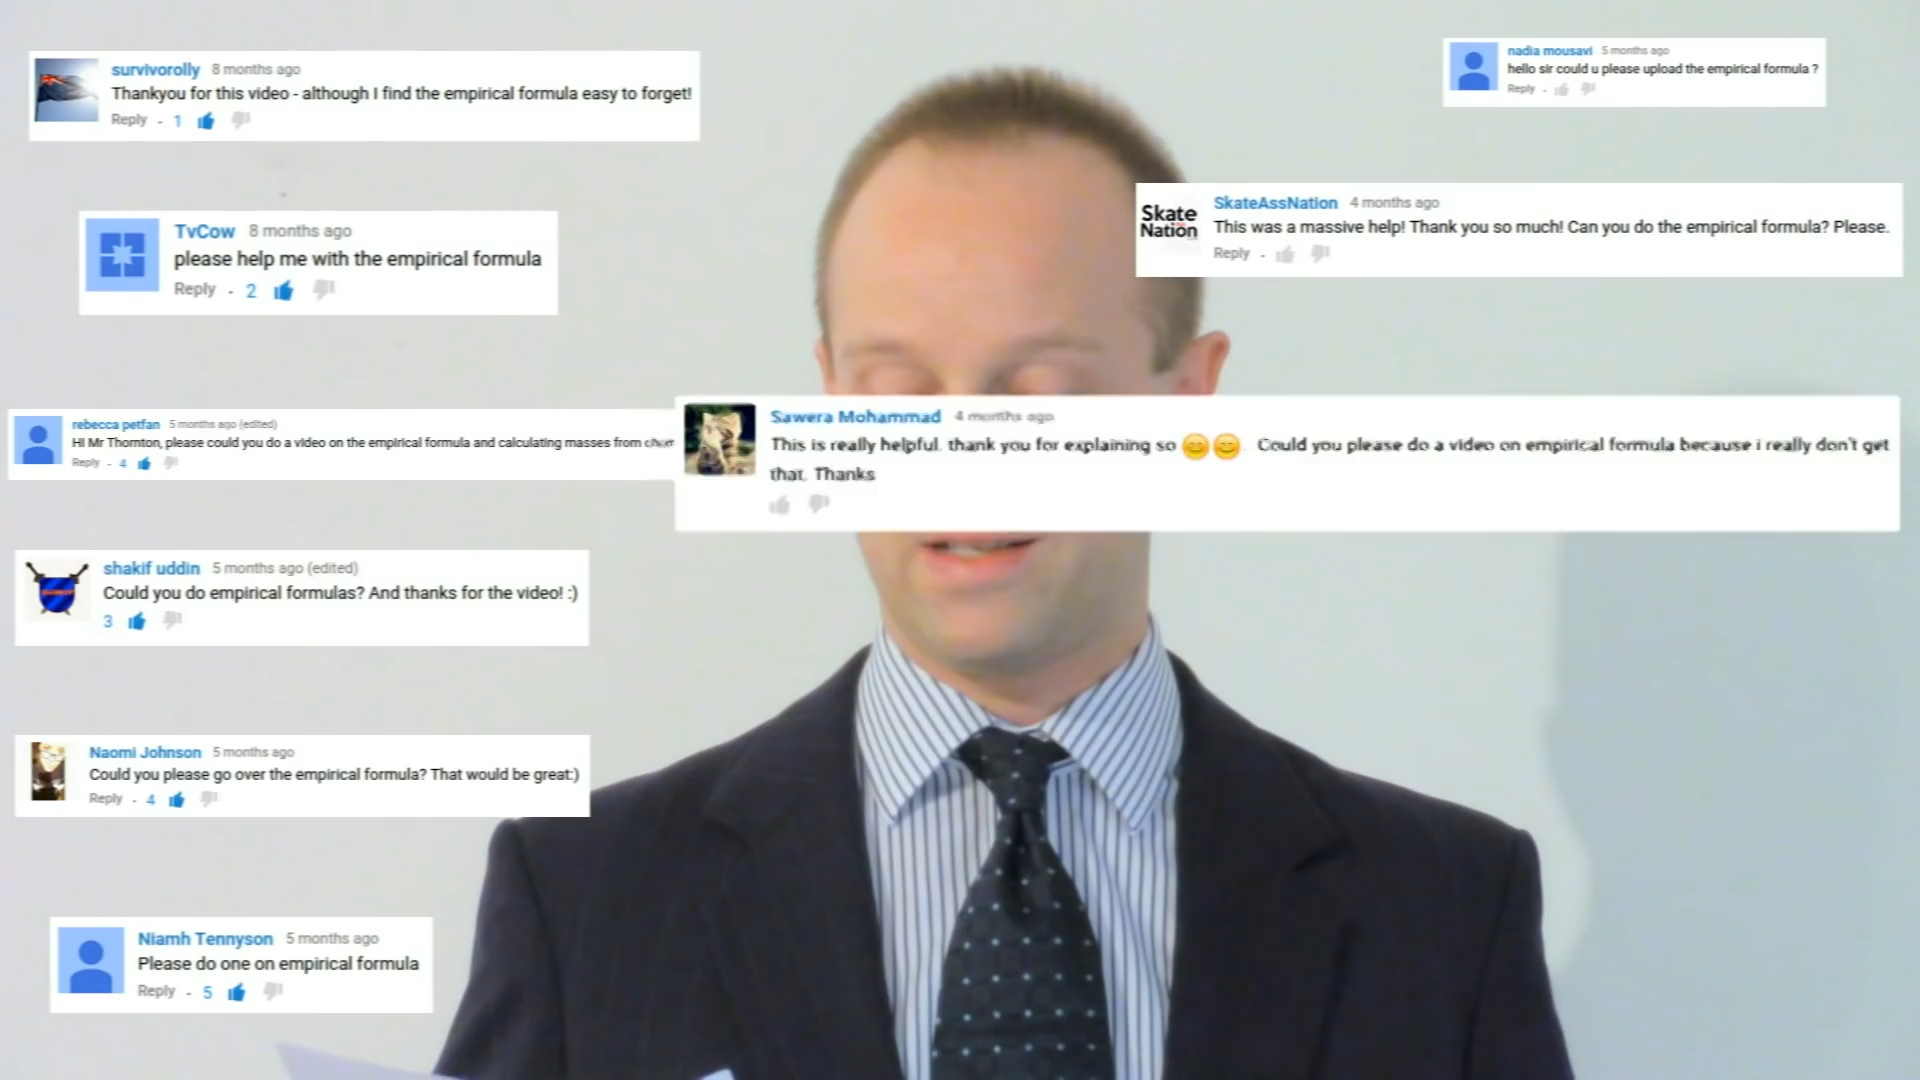 survivorolly 8 months ago
Thankyou for this video - although I find the empirical formula easy to forget!
Reply - 1
TvCow 8 months ago
please help me with the empirical formula
Reply - 2
rebecca petfan 5 months ago (edited)
Hi Mr Thornton, please could you do a video on the empirical formula and calculating masses from
Reply - 4
shakif uddin 5 months ago (edited)
Could you do empirical formulas? And thanks for the video! :)
3
Naomi Johnson 5 months ago
Could you please go over the empirical formula? That would be great:)
Reply - 4
Niamh Tennyson 5 months ago
Please do one on empirical formula
Reply - 5
nadia mousavi 5 months ago
hello sir could u please upload the empirical formula ?
Reply -
Skate
Nation
SkateAssNation 4 months ago
This was a massive help! Thank you so much! Can you do the empirical formula? Please.
Reply -
Sawera Mohammad 4 months ago
This is really helpful. thank you for explaining so 😊😊 Could you please do a video on empirical formula because i really don't get
that. Thanks